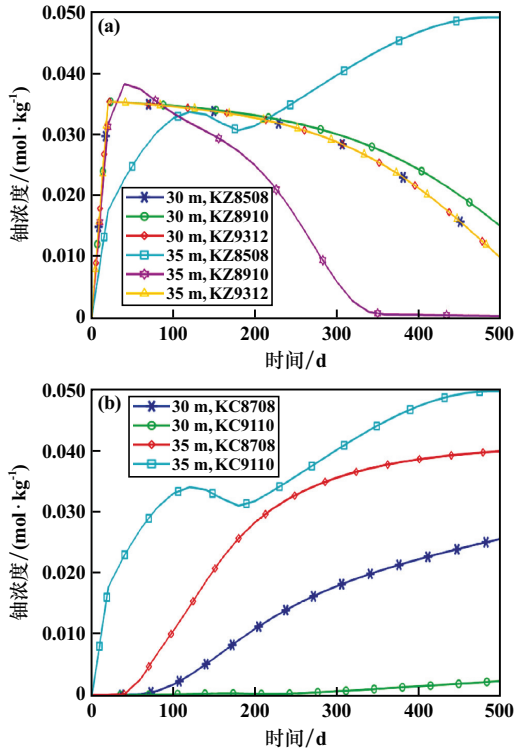 (a)
0.050
0.040
0.030
0.020
0.010
0
铀浓度/(mol·kg⁻¹)
30 m, KZ8508
30 m, KZ8910
30 m, KZ9312
35 m, KZ8508
35 m, KZ8910
35 m, KZ9312
0 100 200 300 400 500
时间/d
(b)
0.050
0.040
0.030
0.020
0.010
0
铀浓度/(mol·kg⁻¹)
30 m, KC8708
30 m, KC9110
35 m, KC8708
35 m, KC9110
0 100 200 300 400 500
时间/d